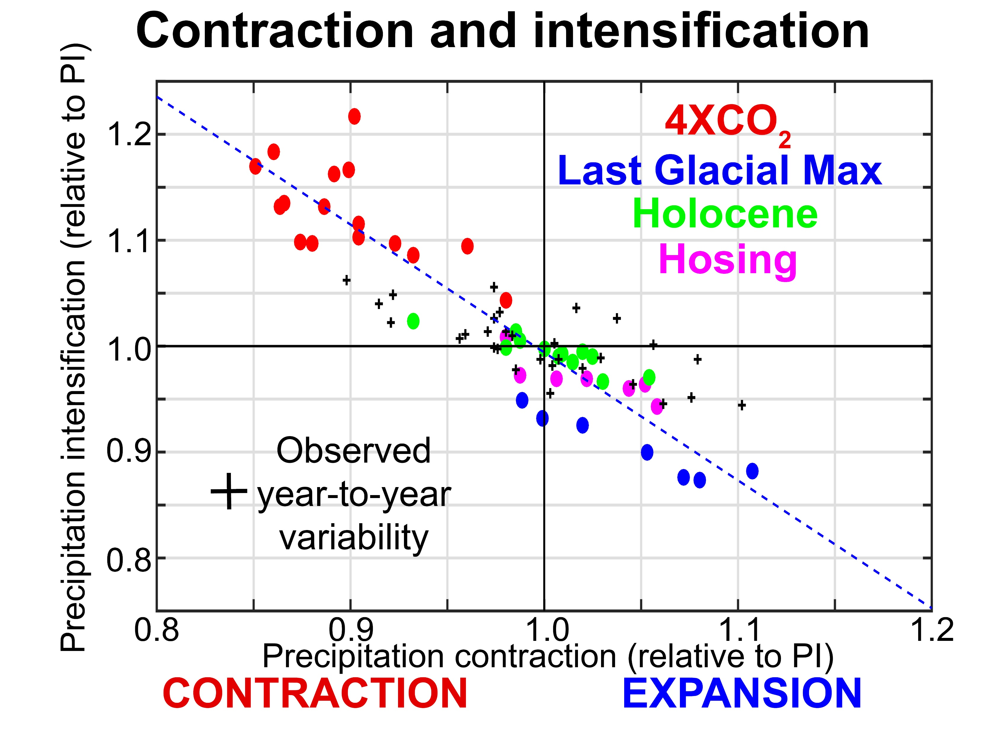 Contraction and intensification
Precipitation intensification (relative to PI)
4XCO₂
Last Glacial Max
Holocene
Hosing
1.2
1.1
1.0
0.9
0.8
Observed
year-to-year
variability
0.8
0.9
1.0
1.1
1.2
Precipitation contraction (relative to PI)
CONTRACTION
EXPANSION